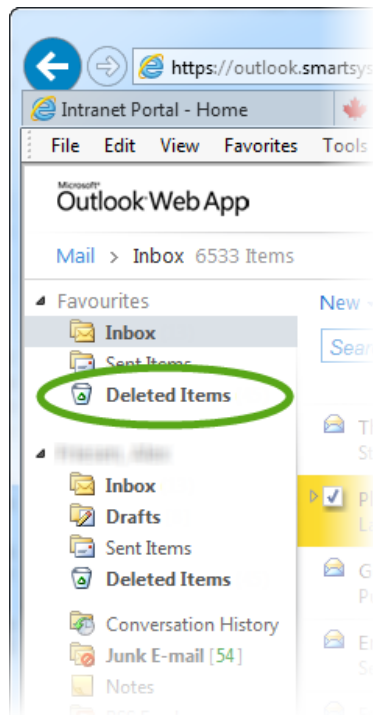 https://outlook.smartsys
Intranet Portal - Home
File Edit View Favorites Tools
Microsoft®
Outlook Web App
Mail > Inbox 6533 Items
Favourites
New
Inbox
Sear
Sent Items
Deleted Items
Inbox
Drafts
Sent Items
Deleted Items
Conversation History
Junk E-mail [54]
Notes